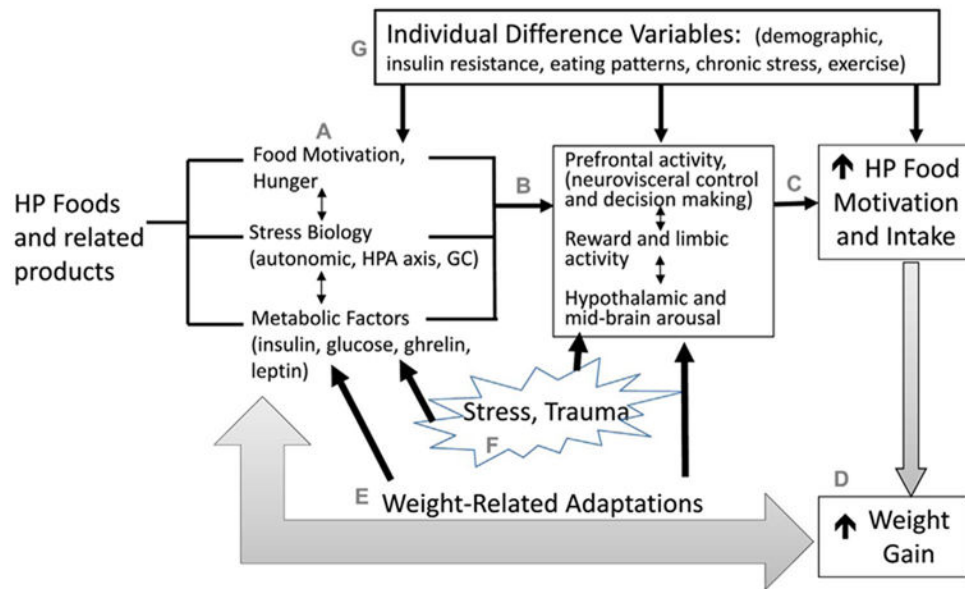 G
Individual Difference Variables: (demographic,
insulin resistance, eating patterns, chronic stress, exercise)
A
Food Motivation,
Hunger
HP Foods
and related
products
Stress Biology
(autonomic, HPA axis, GC)
Metabolic Factors
(insulin, glucose, ghrelin,
leptin)
B
Prefrontal activity,
(neurovisceral control
and decision making)
Reward and limbic
activity
Hypothalamic and
mid-brain arousal
C
HP Food
Motivation
and Intake
Stress, Trauma
F
E
Weight-Related Adaptations
D
Weight
Gain